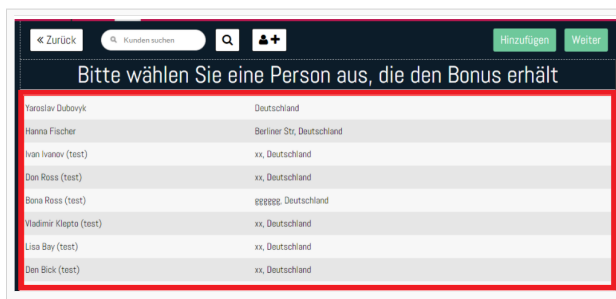 « Zurück Kunden suchen Hinzufügen Weiter
Bitte wählen Sie eine Person aus, die den Bonus erhält
Yaroslav Dubovyk Deutschland
Hanna Fischer Berliner Str, Deutschland
Ivan Ivanov (test) xx, Deutschland
Don Ross (test) xx, Deutschland
Bona Ross (test) gggggg, Deutschland
Vladimir Klepto (test) xx, Deutschland
Lisa Bay (test) xx, Deutschland
Den Bick (test) xx, Deutschland